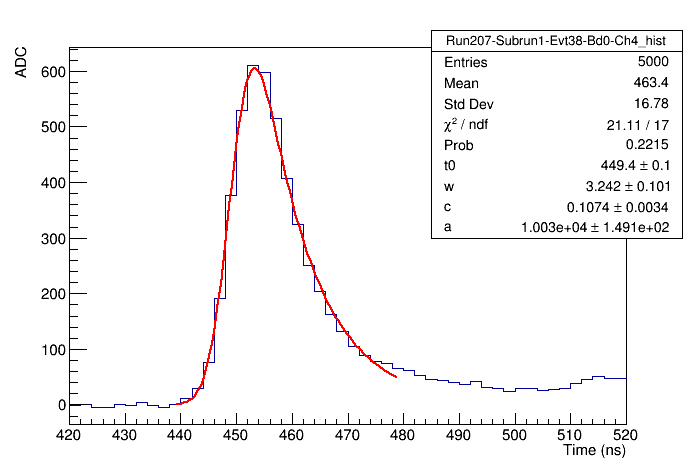 Run207-Subrun1-Evt38-Bd0-Ch4_hist
Entries 5000
Mean 463.4
Std Dev 16.78
χ² / ndf 21.11 / 17
Prob 0.2215
t0 449.4 ± 0.1
w 3.242 ± 0.101
c 0.1074 ± 0.0034
a 1.003e+04 ± 1.491e+02
ADC
600
500
400
300
200
100
0
420 430 440 450 460 470 480 490 500 510 520
Time (ns)